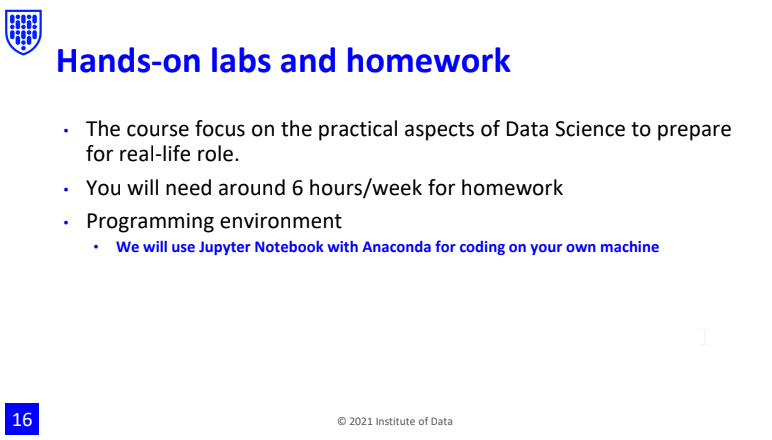 Hands-on labs and homework
• The course focus on the practical aspects of Data Science to prepare
for real-life role.
• You will need around 6 hours/week for homework
• Programming environment
• We will use Jupyter Notebook with Anaconda for coding on your own machine
16
© 2021 Institute of Data